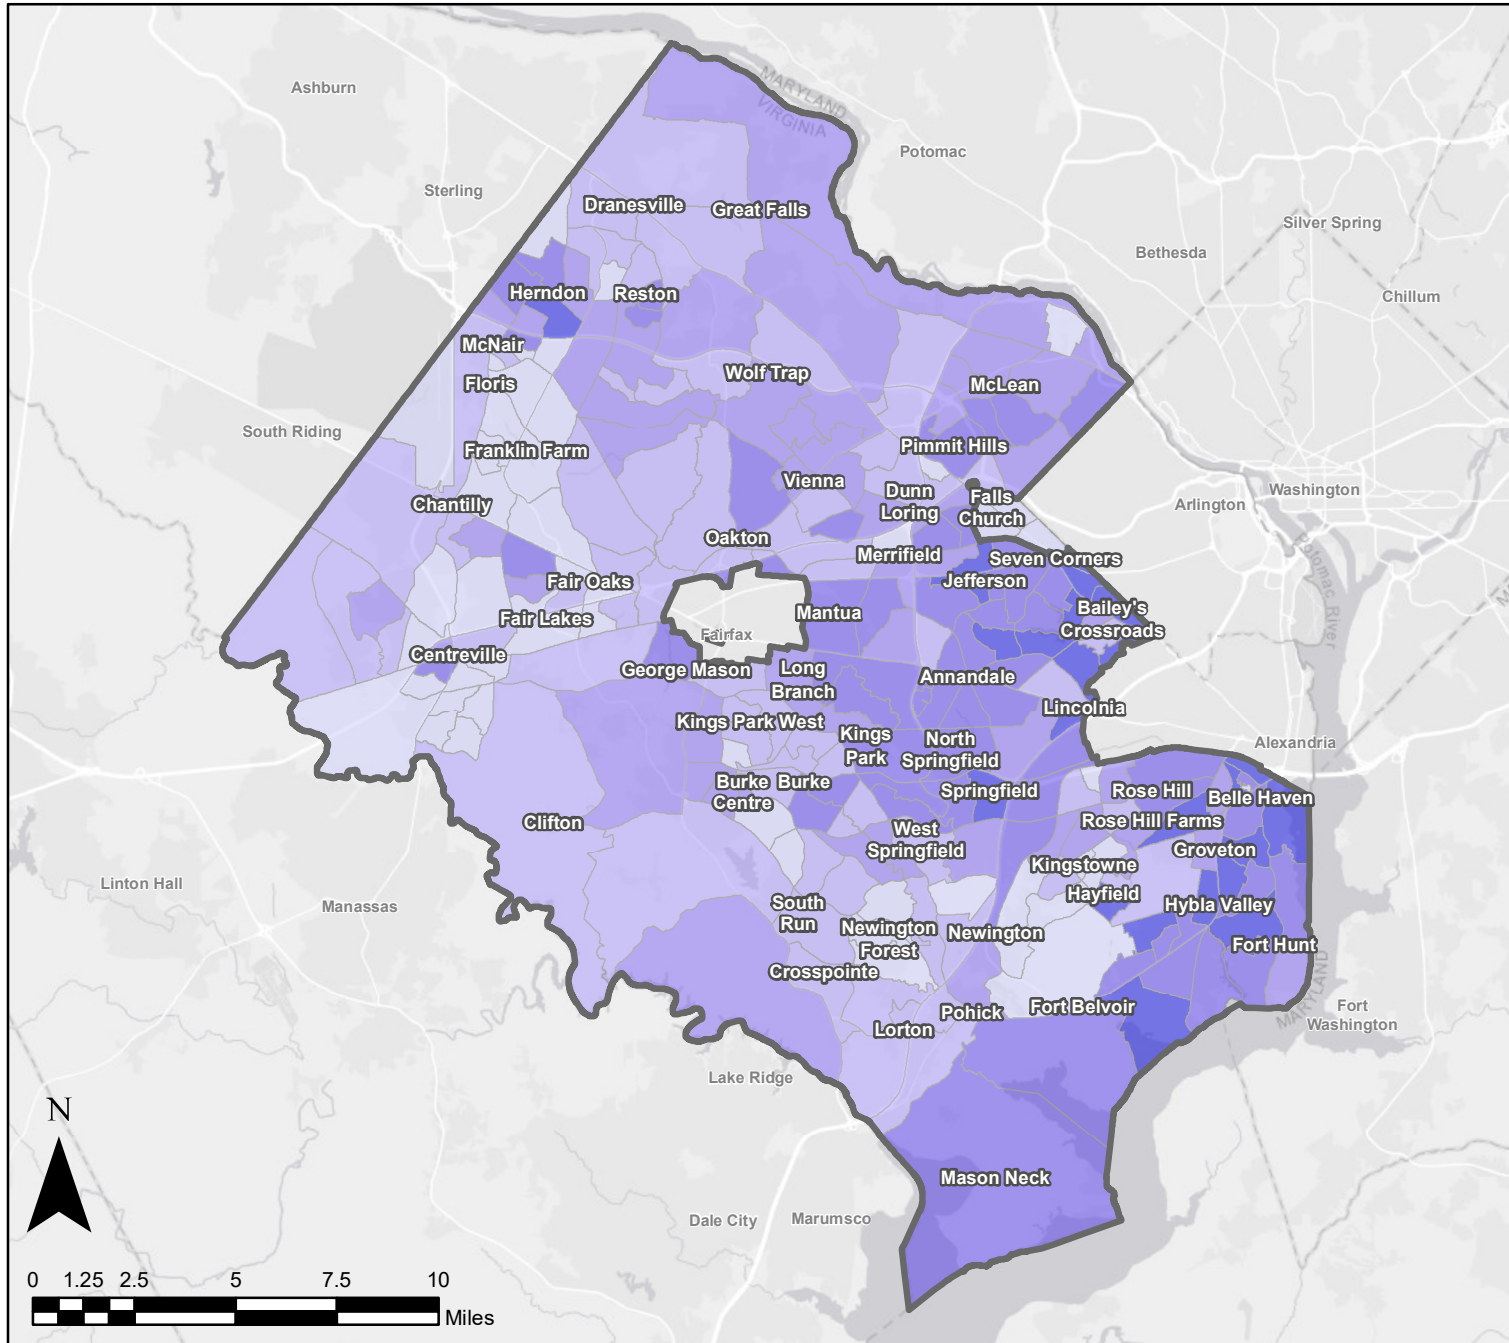 Ashburn
MARYLAND
VIRGINIA
Potomac
Sterling
Dranesville
Great Falls
Silver Spring
Bethesda
Herndon
Reston
Chillum
McNair
Wolf Trap
Floris
McLean
South Riding
Franklin Farm
Pimmit Hills
Vienna
Dunn
Loring
Falls
Church
Washington
Arlington
Chantilly
Oakton
Merrifield
Seven Corners
Jefferson
Potomac River
Fair Oaks
Bailey's
Crossroads
Mantua
Fair Lakes
Fairfax
Centreville
George Mason
Long
Branch
Annandale
Lincolnia
Kings Park West
Kings
Park
North
Springfield
Alexandria
Burke
Centre
Burke
Springfield
Rose Hill
Belle Haven
Clifton
Rose Hill Farms
West
Springfield
Groveton
Kingstowne
Linton Hall
Manassas
Hayfield
Hybla Valley
South
Run
Newington
Forest
Newington
Fort Hunt
Crosspointe
MARYLAND
Fort
Washington
Pohick
Fort Belvoir
Lorton
Lake Ridge
N
Mason Neck
Dale City
Marumsco
0 1.25 2.5 5 7.5 10
Miles